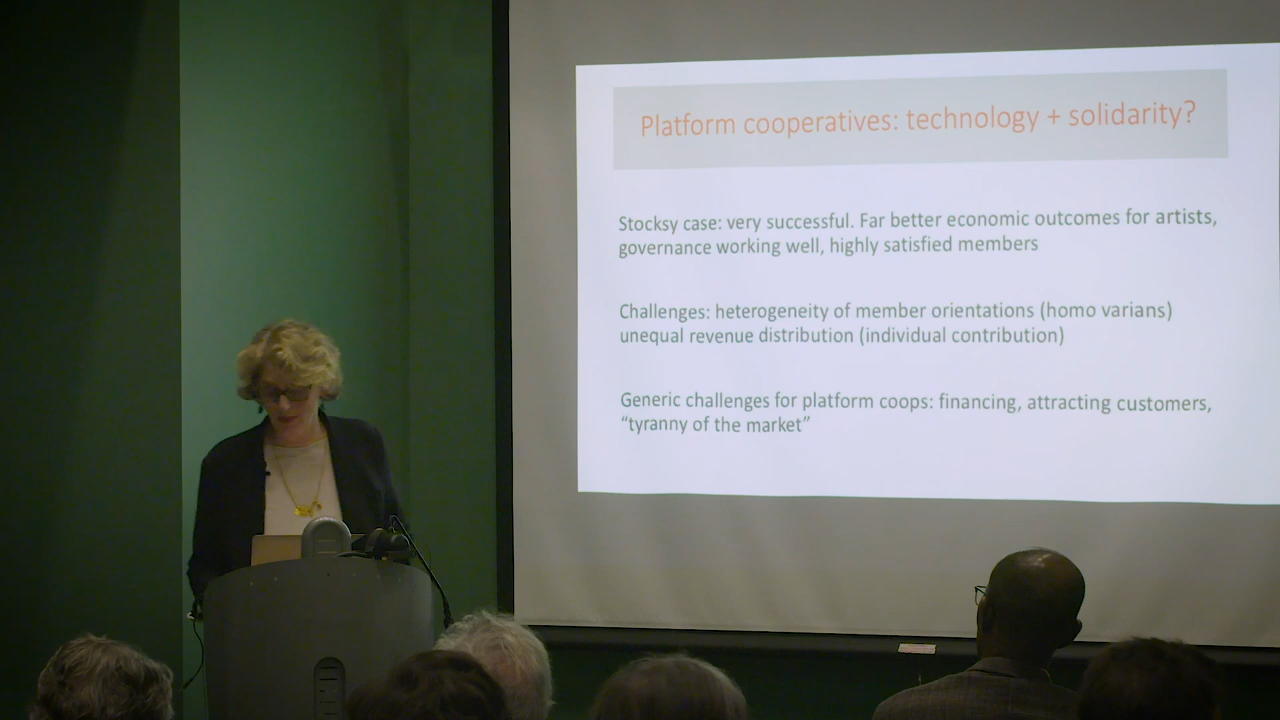 Platform cooperatives: technology + solidarity?
Stocksy case: very successful. Far better economic outcomes for artists,
governance working well, highly satisfied members
Challenges: heterogeneity of member orientations (homo varians)
unequal revenue distribution (individual contribution)
Generic challenges for platform coops: financing, attracting customers,
“tyranny of the market”